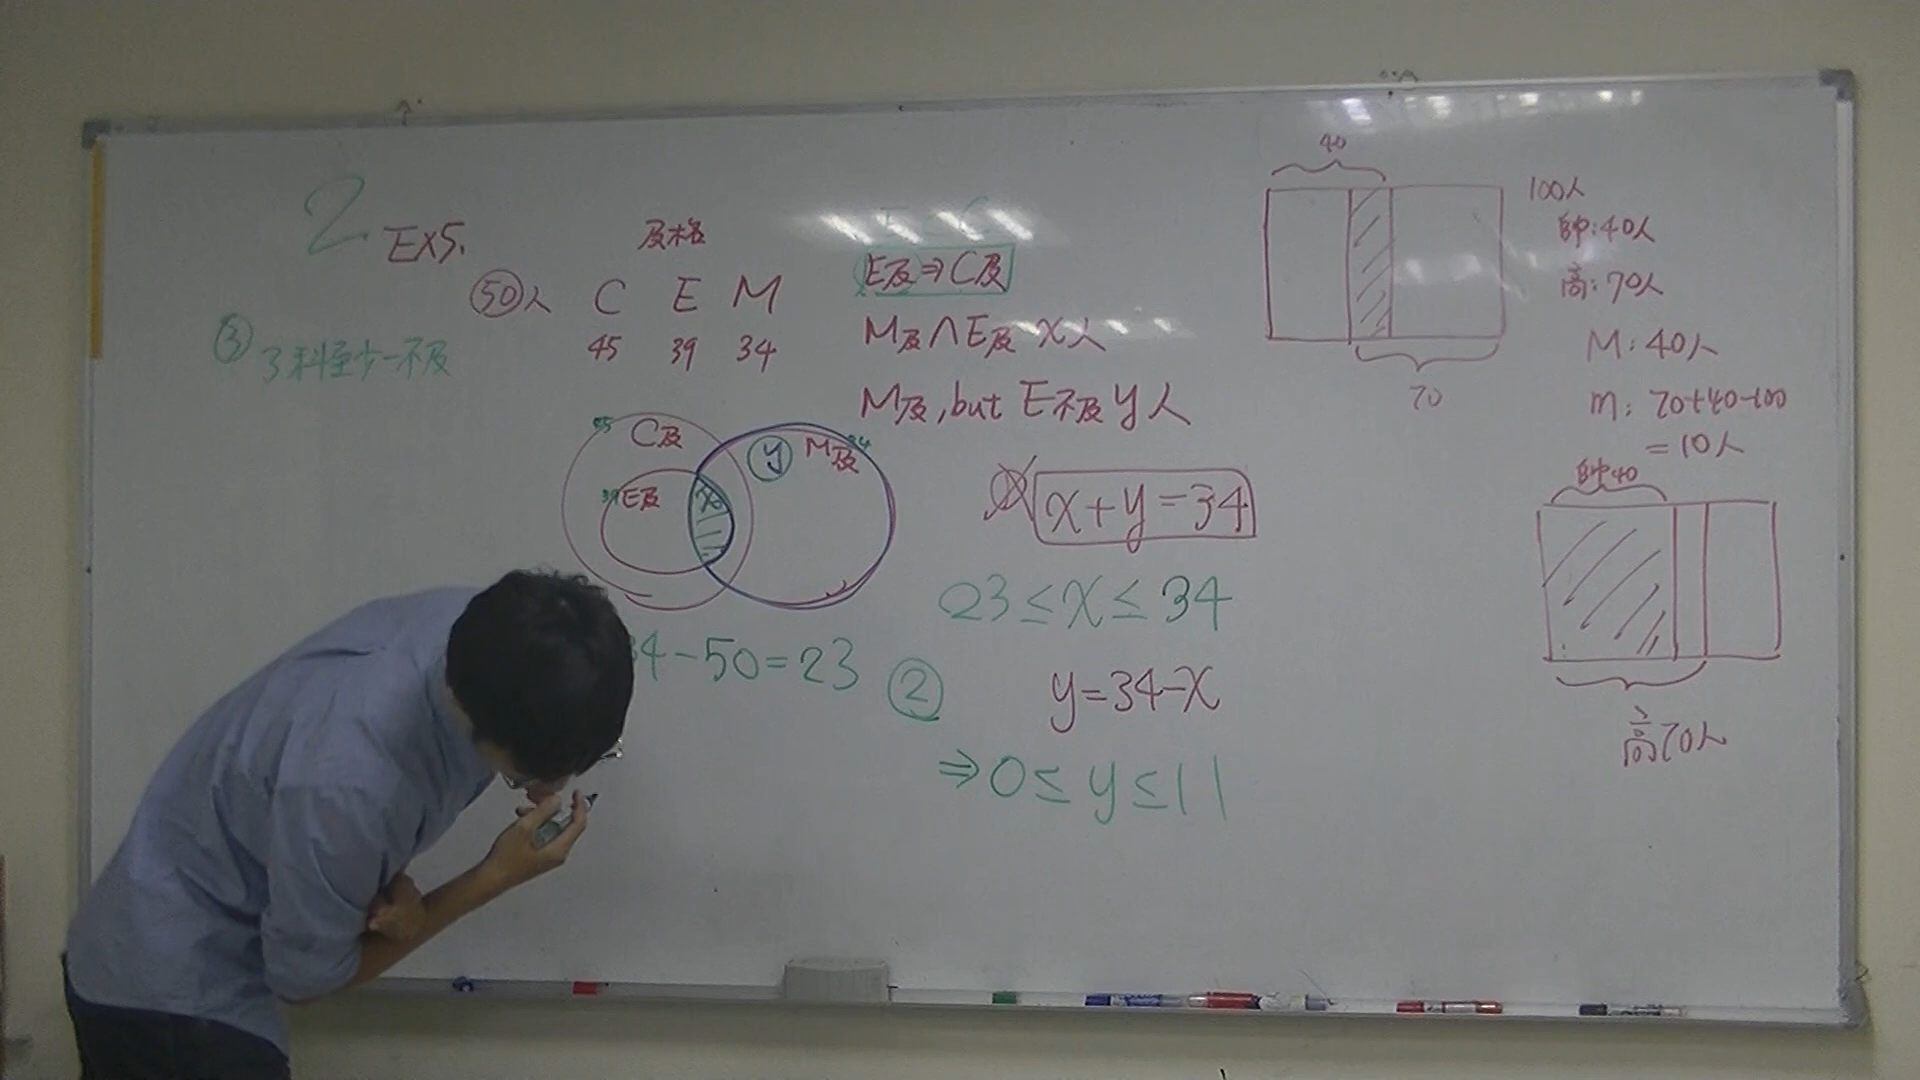 2 EX5.
及格
50人 C E M
45 39 34
③ 3科至少一不及
E及⇒C及
M及∩E及 x人
M及, but E不及 y人
45 C及
39 E及
x
y
M及 34
x+y=34
23≤x≤34
4-50=23
② y=34-x
⇒0≤y≤11
40
70
100人
帥:40人
高:70人
M:40人
m:70+40-100
=10人
帥40
高70人